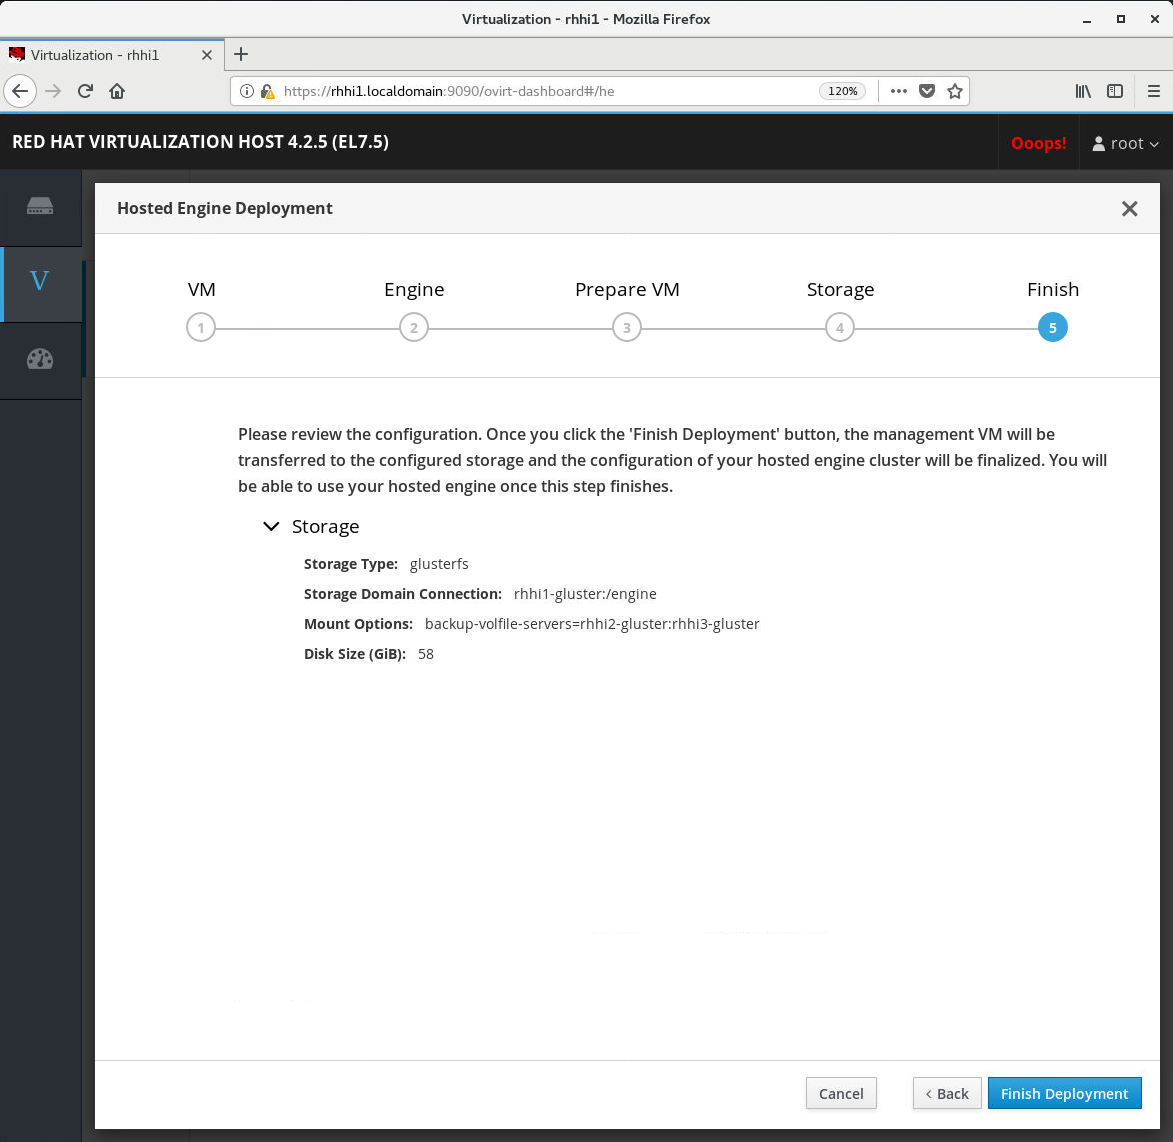 Virtualization - rhhi1 - Mozilla Firefox
Virtualization - rhhi1
https://rhhi1.localdomain:9090/ovirt-dashboard#/he
120%
RED HAT VIRTUALIZATION HOST 4.2.5 (EL7.5)
Ooops!
root
V
Hosted Engine Deployment
VM
Engine
Prepare VM
Storage
Finish
1
2
3
4
5
Please review the configuration. Once you click the 'Finish Deployment' button, the management VM will be
transferred to the configured storage and the configuration of your hosted engine cluster will be finalized. You will
be able to use your hosted engine once this step finishes.
Storage
Storage Type: glusterfs
Storage Domain Connection: rhhi1-gluster:/engine
Mount Options: backup-volfile-servers=rhhi2-gluster:rhhi3-gluster
Disk Size (GiB): 58
Cancel
Back
Finish Deployment